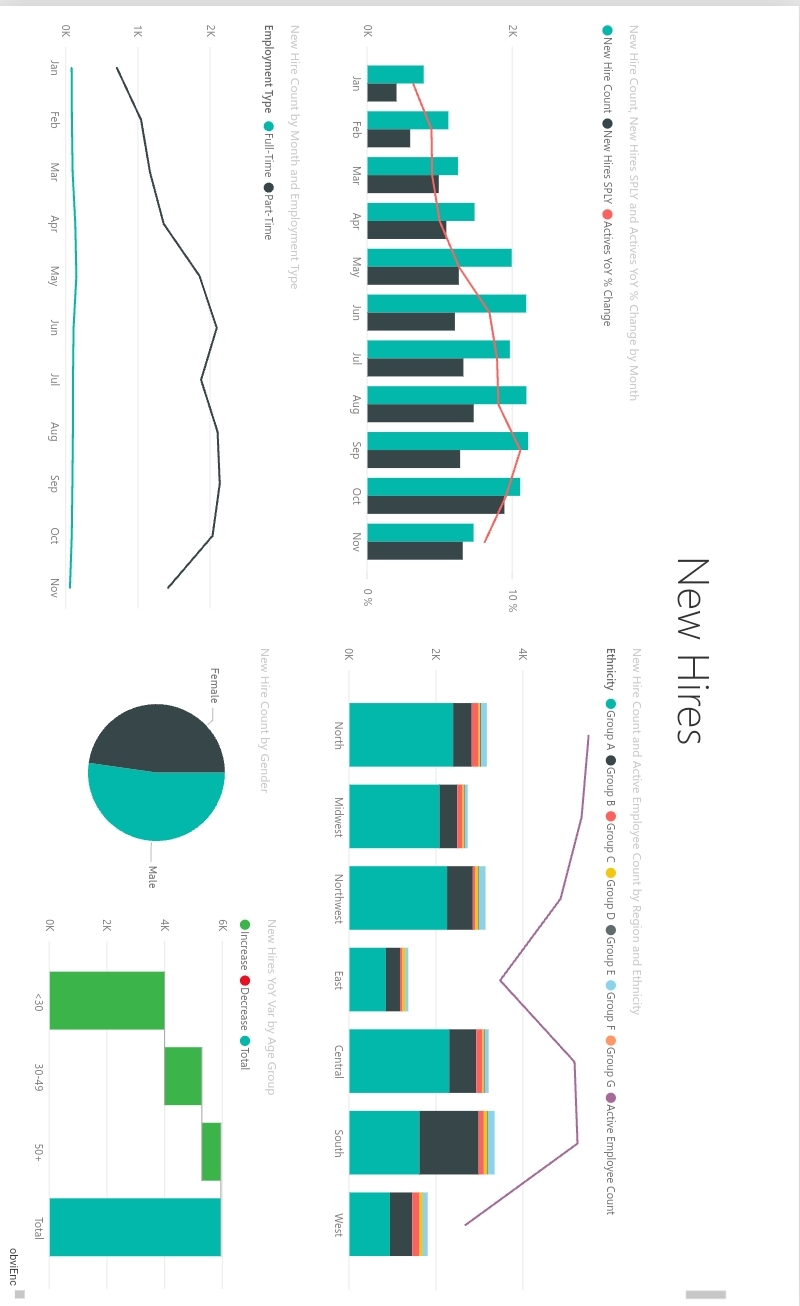 New Hires
New Hire Count, New Hires SPLY and Actives YoY % Change by Month
New Hire Count New Hires SPLY Actives YoY % Change
2K
10 %
0K
0 %
Jan Feb Mar Apr May Jun Jul Aug Sep Oct Nov
New Hire Count and Active Employee Count by Region and Ethnicity
Ethnicity Group A Group B Group C Group D Group E Group F Group G Active Employee Count
4K
2K
0K
North Midwest Northwest East Central South West
New Hire Count by Month and Employment Type
Employment Type Full-Time Part-Time
2K
1K
0K
Jan Feb Mar Apr May Jun Jul Aug Sep Oct Nov
New Hire Count by Gender
Female
Male
New Hires YoY Var by Age Group
Increase Decrease Total
6K
4K
2K
0K
<30 30-49 50+ Total
obviEnc